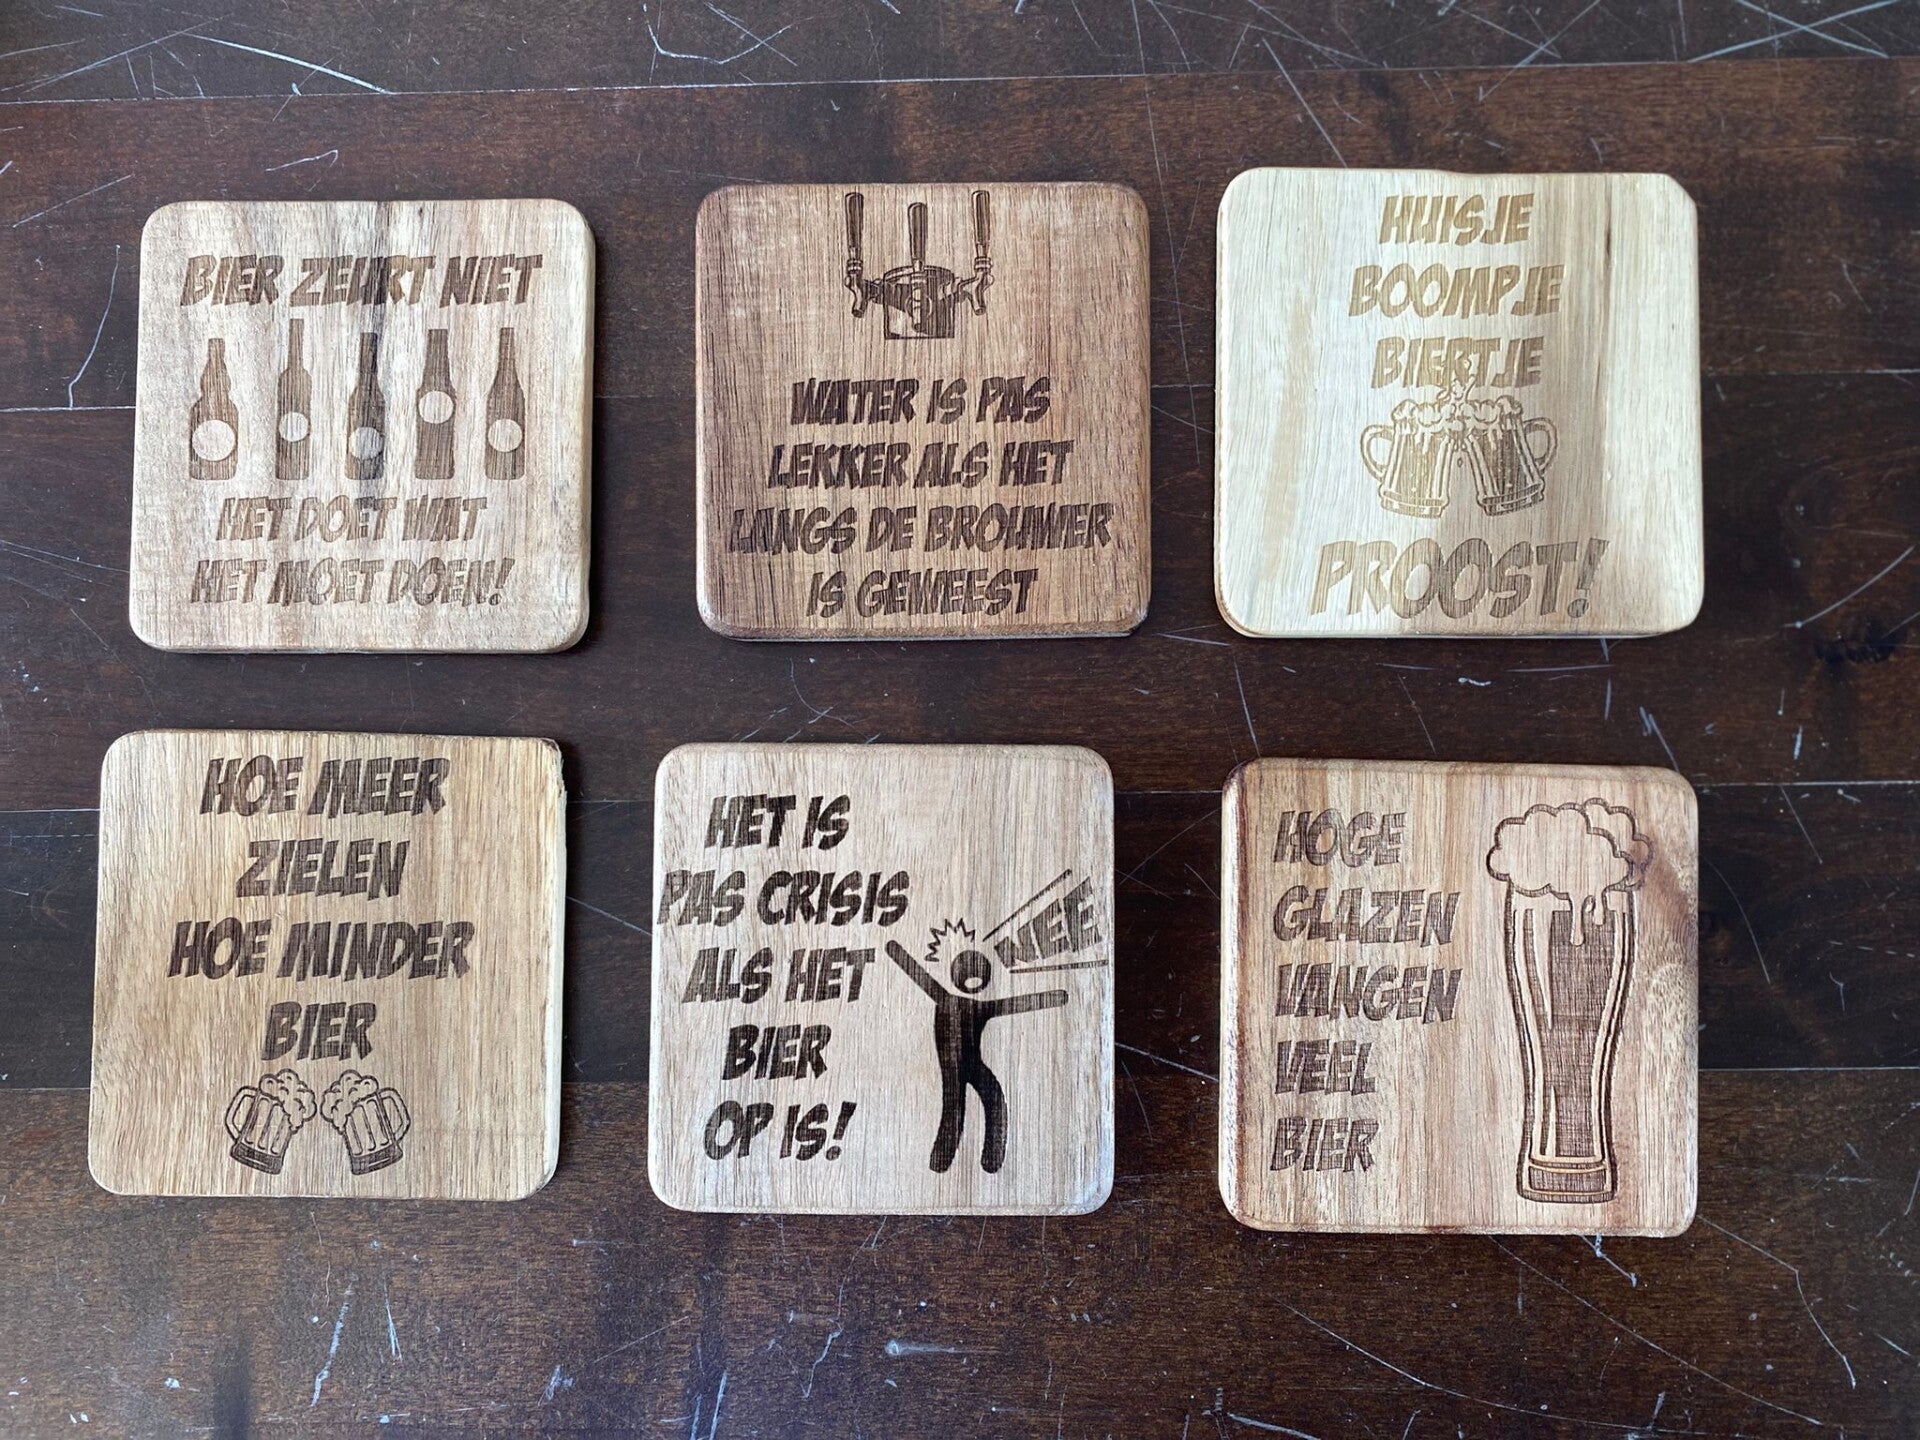 BIER ZEURT NIET
HET DOET WAT
HET MOET DOEN!
WATER IS PAS
LEKKER ALS HET
LANGS DE BROUWER
IS GEWEEST
HUISJE
BOOMPJE
BIERTJE
PROOST!
HOE MEER
ZIELEN
HOE MINDER
BIER
HET IS
PAS CRISIS
ALS HET
BIER
OP IS!
NEE
HOGE
GLAZEN
VANGEN
VEEL
BIER